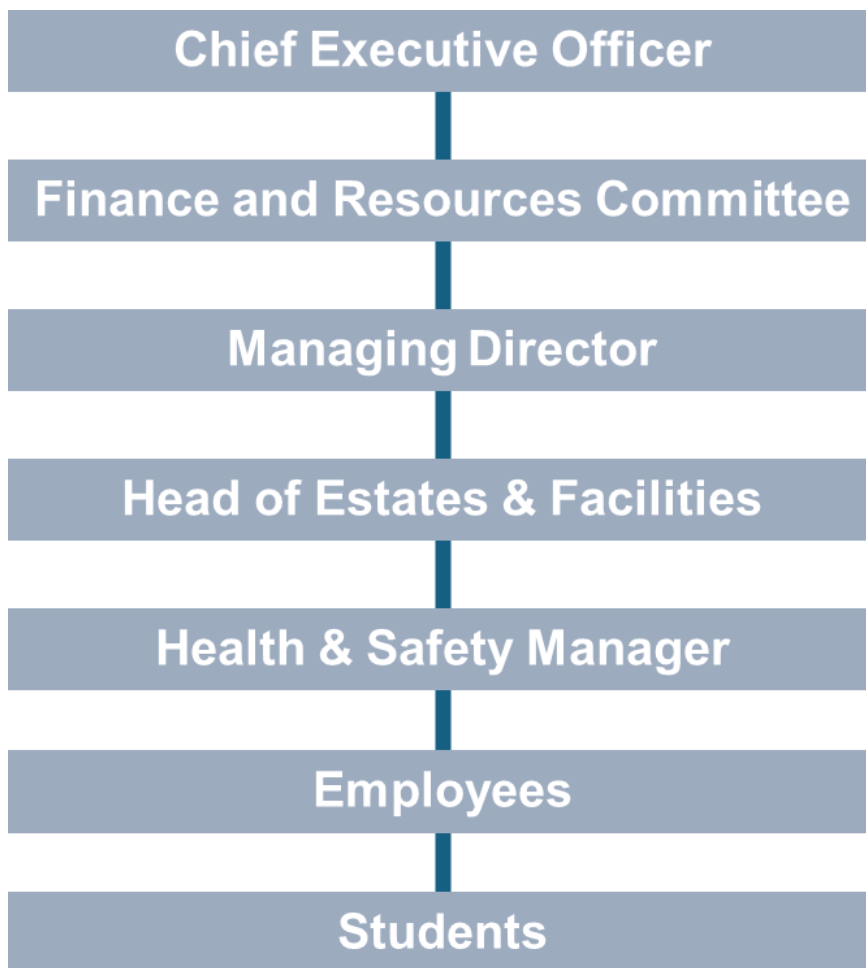 Chief Executive Officer
Finance and Resources Committee
Managing Director
Head of Estates & Facilities
Health & Safety Manager
Employees
Students